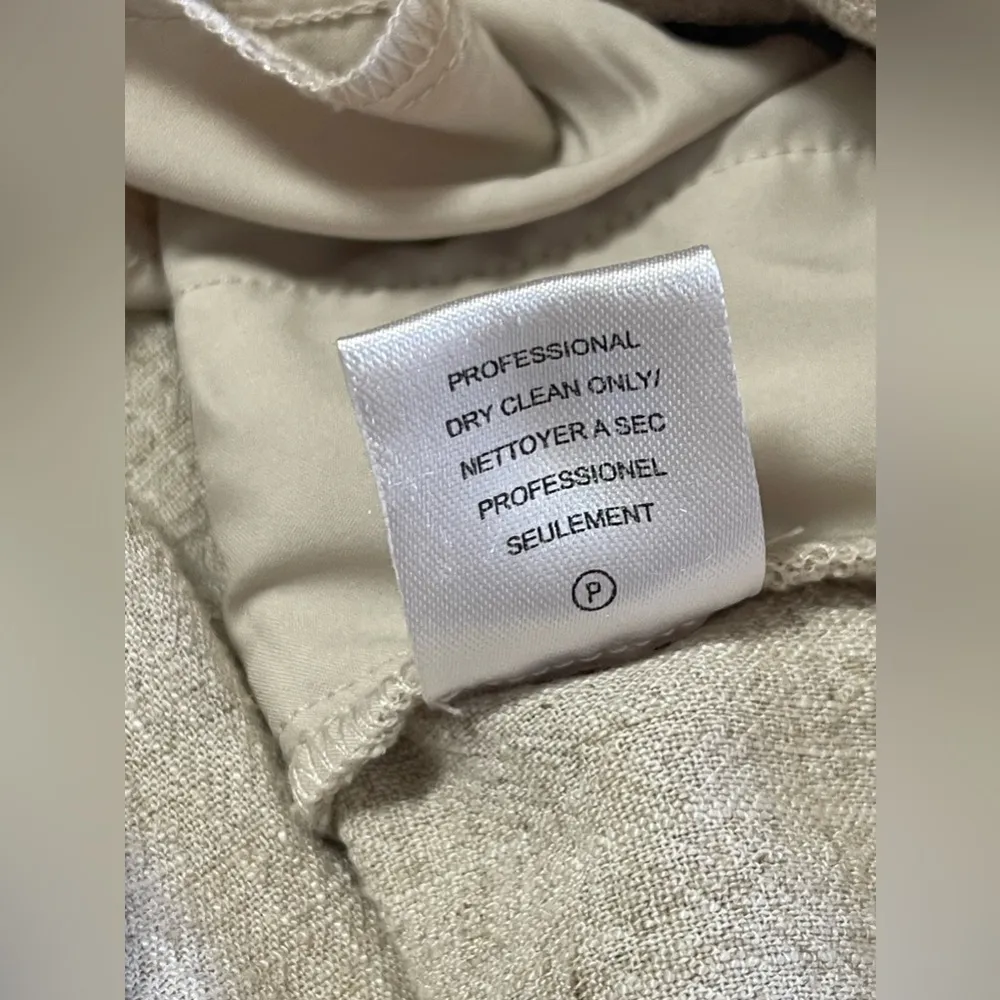 PROFESSIONAL
DRY CLEAN ONLY/
NETTOYER A SEC
PROFESSIONEL
SEULEMENT
P